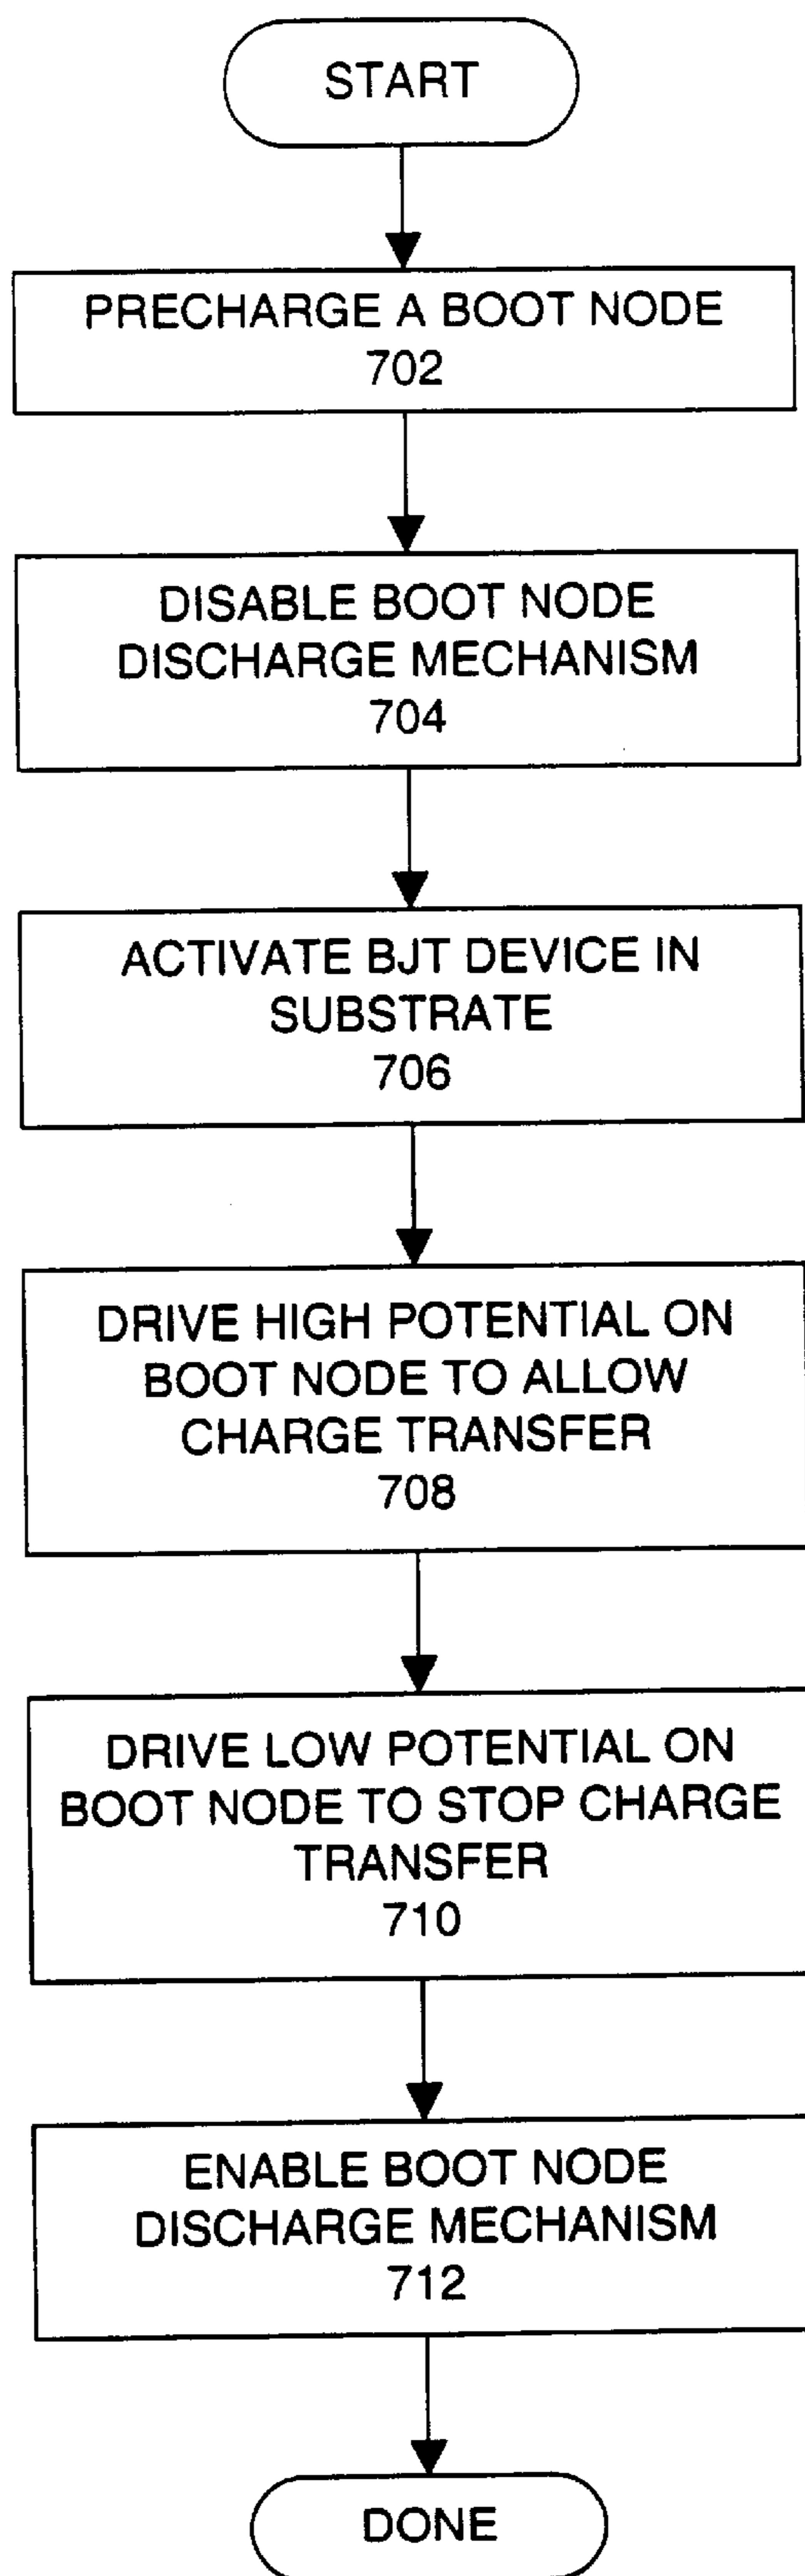 START
PRECHARGE A BOOT NODE
702
DISABLE BOOT NODE
DISCHARGE MECHANISM
704
ACTIVATE BJT DEVICE IN
SUBSTRATE
706
DRIVE HIGH POTENTIAL ON
BOOT NODE TO ALLOW
CHARGE TRANSFER
708
DRIVE LOW POTENTIAL ON
BOOT NODE TO STOP CHARGE
TRANSFER
710
ENABLE BOOT NODE
DISCHARGE MECHANISM
712
DONE